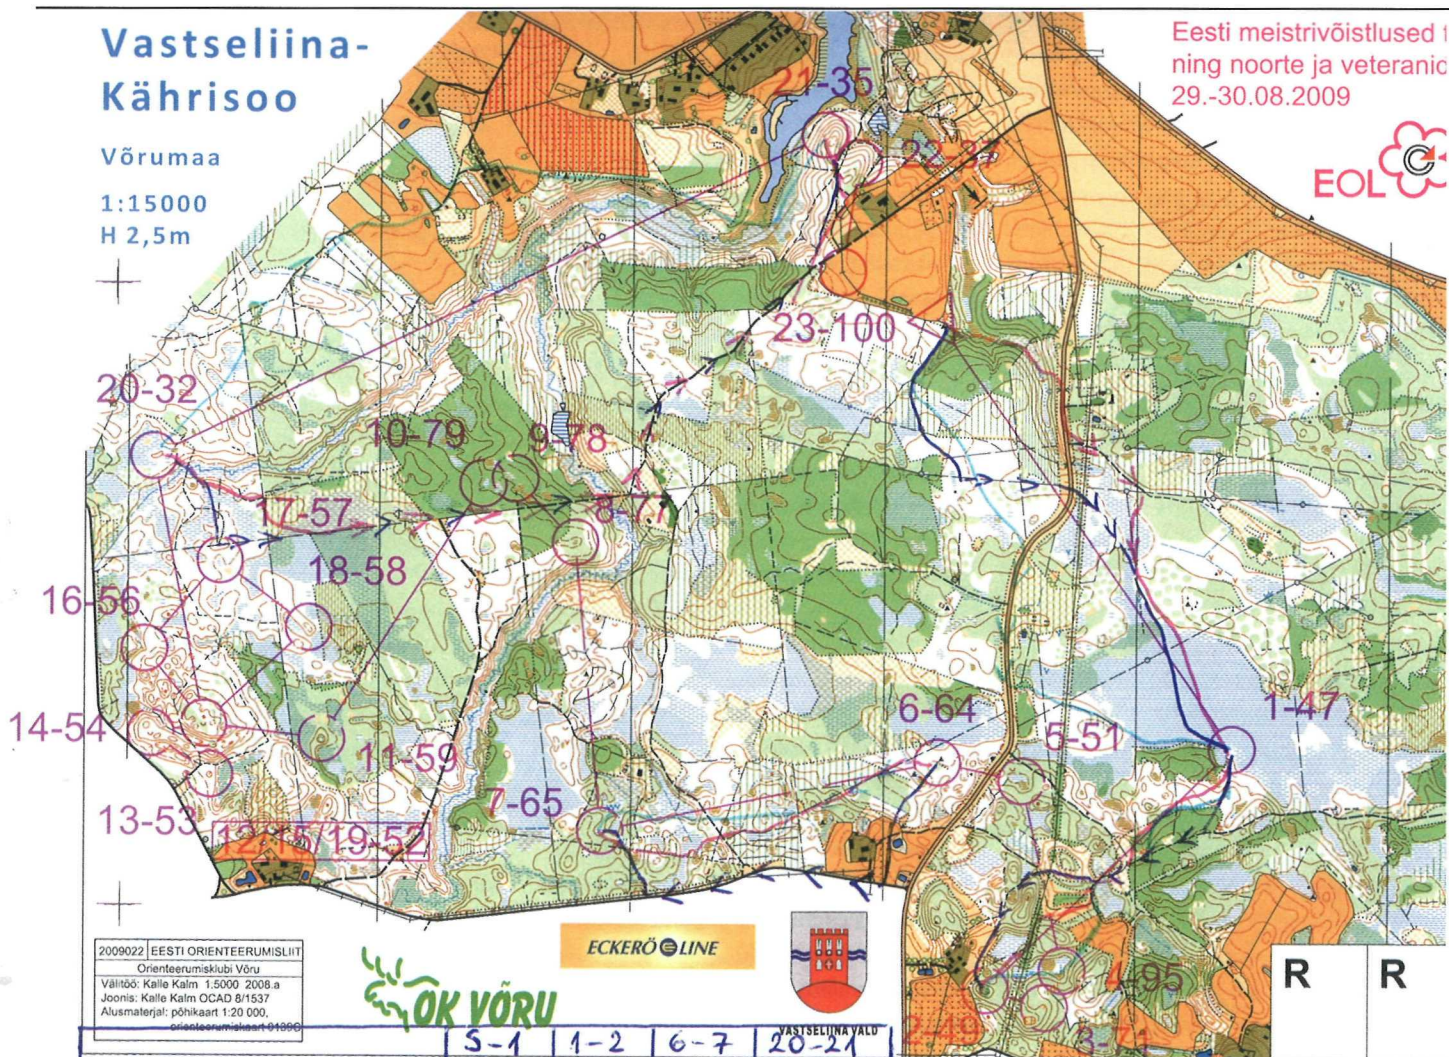 Vastseliina-
Kährisoo
Võrumaa
1:15000
H 2,5m
Eesti meistrivõistlused
ning noorte ja
29.-30.08.2009
EOL
21-35
22-37
23-100
20-32
10-79
9-78
17-57
8-77
18-58
16-56
6-64
1-47
14-54
11-59
5-51
7-65
13-53
12/15/19-52
4-95
2-49
3-71
2009022 EESTI ORIENTEERUMISLIIT
Orienteerumisklubi Võru
Välitöö: Kalle Kalm 1:5000 2008.a
Joonis: Kalle Kalm OCAD 8/1537
Alusmaterjal: põhikaart 1:20 000,
OK VÕRU
ECKERÖ LINE
VASTSELIINA VALD
R R
S-1 1-2 6-7 20-21